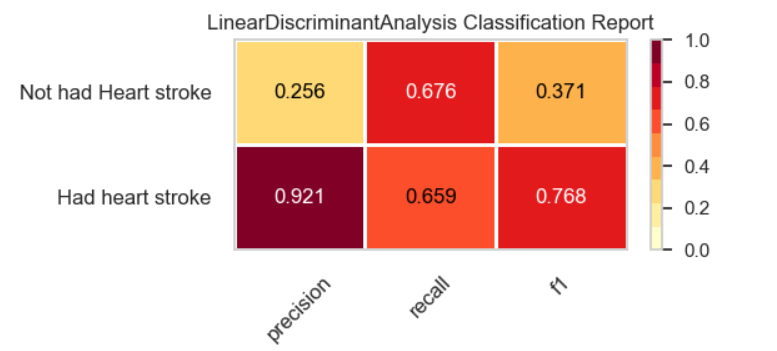 LinearDiscriminantAnalysis Classification Report
1.0
Not had Heart stroke 0.256 0.676 0.371
0.8
0.6
0.4
Had heart stroke 0.921 0.659 0.768
0.2
0.0
precision recall f1